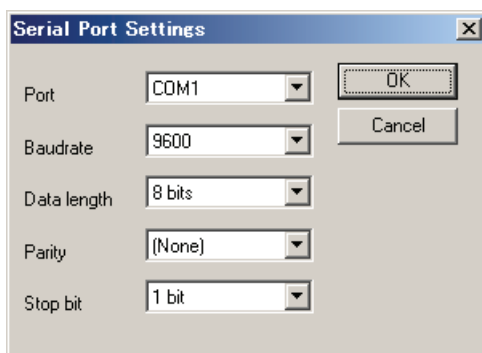 Serial Port Settings
Port COM1 OK
Baudrate 9600 Cancel
Data length 8 bits
Parity (None)
Stop bit 1 bit